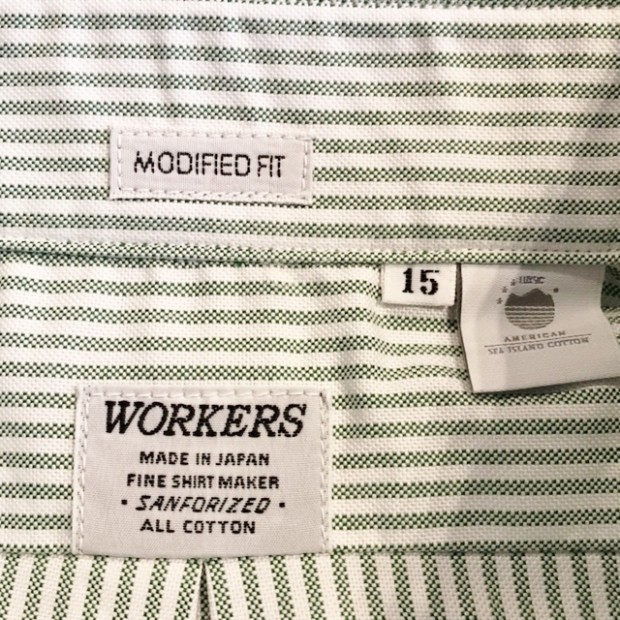 MODIFIED FIT
15
AMERICAN
SEA ISLAND COTTON
WORKERS
MADE IN JAPAN
FINE SHIRT MAKER
• SANFORIZED •
ALL COTTON